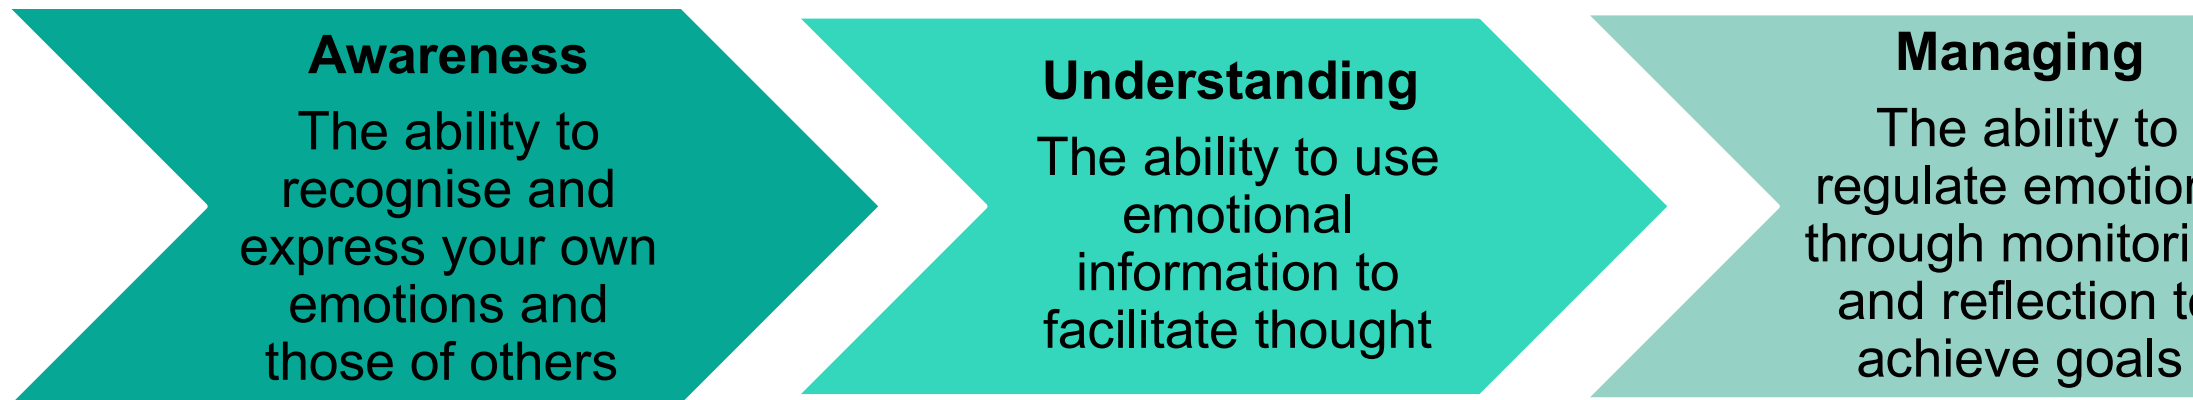 Awareness
The ability to
recognise and
express your own
emotions and
those of others
Understanding
The ability to use
emotional
information to
facilitate thought
Managing
The ability to
regulate
through
and reflection
achieve goals